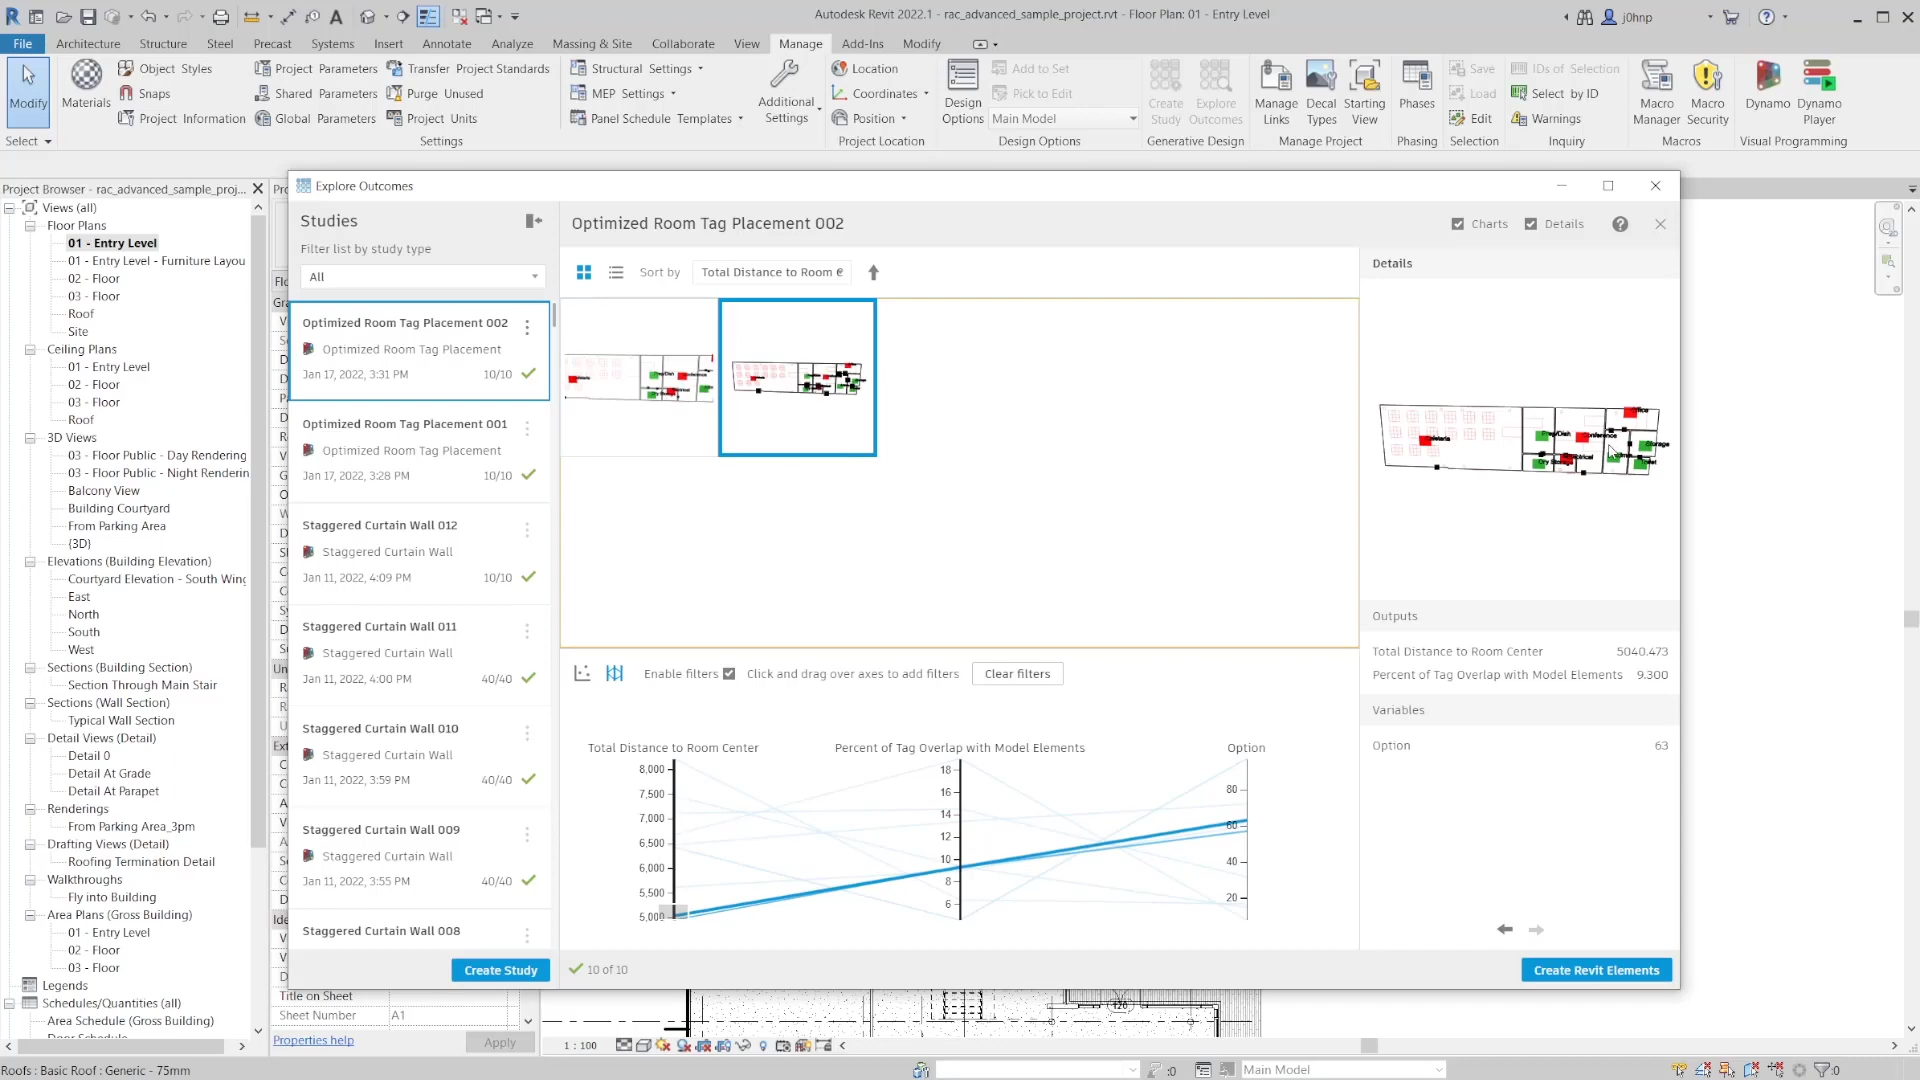 Autodesk Revit 2022.1 - rac_advanced_sample_project.rvt - Floor Plan: 01 - Entry Level
j0hnp
File Architecture Structure Steel Precast Systems Insert Annotate Analyze Massing & Site Collaborate View Manage Add-Ins Modify
Modify
Select
Materials
Object Styles
Snaps
Project Information
Project Parameters
Shared Parameters
Global Parameters
Transfer Project Standards
Purge Unused
Project Units
Settings
Structural Settings
MEP Settings
Panel Schedule Templates
Additional Settings
Location
Coordinates
Position
Project Location
Design Options
Add to Set
Pick to Edit
Main Model
Design Options
Create Study
Explore Outcomes
Generative Design
Manage Links
Decal Types
Starting View
Manage Project
Phases
Phasing
Save
Load
Edit
Selection
IDs of Selection
Select by ID
Warnings
Inquiry
Macro Manager
Macro Security
Macros
Dynamo
Dynamo Player
Visual Programming
Project Browser - rac_advanced_sample_proj...
Views (all)
Floor Plans
01 - Entry Level
01 - Entry Level - Furniture Layou
02 - Floor
03 - Floor
Roof
Site
Ceiling Plans
01 - Entry Level
02 - Floor
03 - Floor
Roof
3D Views
03 - Floor Public - Day Rendering
03 - Floor Public - Night Renderin
Balcony View
Building Courtyard
From Parking Area
{3D}
Elevations (Building Elevation)
Courtyard Elevation - South Wing
East
North
South
West
Sections (Building Section)
Section Through Main Stair
Sections (Wall Section)
Typical Wall Section
Detail Views (Detail)
Detail 0
Detail At Grade
Detail At Parapet
Renderings
From Parking Area_3pm
Drafting Views (Detail)
Roofing Termination Detail
Walkthroughs
Fly into Building
Area Plans (Gross Building)
01 - Entry Level
02 - Floor
03 - Floor
Legends
Schedules/Quantities (all)
Area Schedule (Gross Building)
Explore Outcomes
Studies
Filter list by study type
All
Optimized Room Tag Placement 002
Optimized Room Tag Placement
Jan 17, 2022, 3:31 PM 10/10
Optimized Room Tag Placement 001
Optimized Room Tag Placement
Jan 17, 2022, 3:28 PM 10/10
Staggered Curtain Wall 012
Staggered Curtain Wall
Jan 11, 2022, 4:09 PM 10/10
Staggered Curtain Wall 011
Staggered Curtain Wall
Jan 11, 2022, 4:00 PM 40/40
Staggered Curtain Wall 010
Staggered Curtain Wall
Jan 11, 2022, 3:59 PM 40/40
Staggered Curtain Wall 009
Staggered Curtain Wall
Jan 11, 2022, 3:55 PM 40/40
Staggered Curtain Wall 008
Create Study
Optimized Room Tag Placement 002
Charts Details
Sort by Total Distance to Room
Enable filters Click and drag over axes to add filters Clear filters
Total Distance to Room Center
8,000
7,500
7,000
6,500
6,000
5,500
5,000
Percent of Tag Overlap with Model Elements
18
16
14
12
10
8
6
Option
80
60
40
20
10 of 10
Details
Office
Cafeteria
Prep/Dish
Conference
Storage
Outputs
Total Distance to Room Center 5040.473
Percent of Tag Overlap with Model Elements 9.300
Variables
Option 63
Create Revit Elements
Title on Sheet
Sheet Number A1
Properties help
Apply
1 : 100
126
Roofs : Basic Roof : Generic - 75mm
:0
Main Model
:0